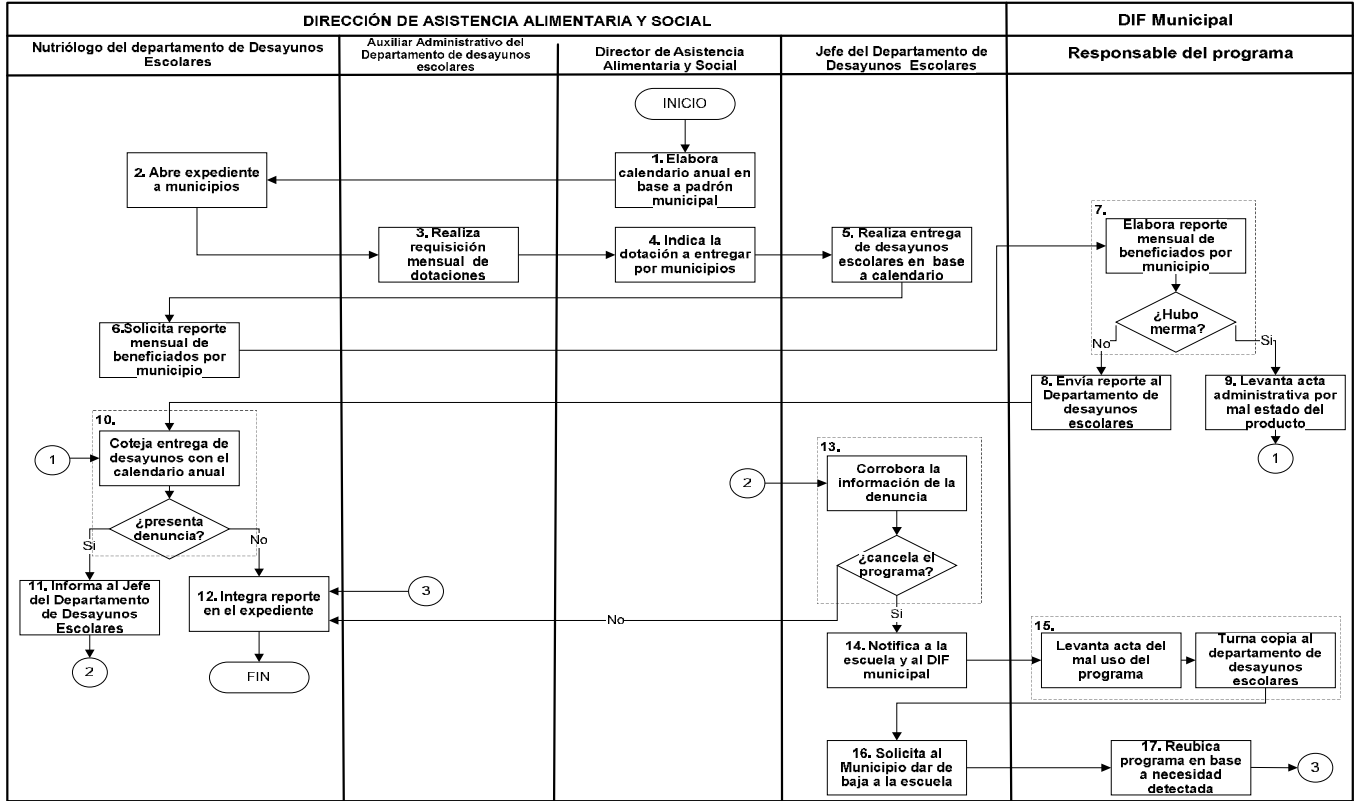 DIRECCIÓN DE ASISTENCIA ALIMENTARIA Y SOCIAL
DIF Municipal
Nutriólogo del departamento de Desayunos
Escolares
Auxiliar Administrativo del
Departamento de desayunos
escolares
Director de Asistencia
Alimentaria y Social
Jefe del Departamento de
Desayunos Escolares
Responsable del programa
INICIO
1. Elabora
calendario anual en
base a padrón
municipal
2. Abre expediente
a municipios
3. Realiza
requisición
mensual de
dotaciones
4. Indica la
dotación a entregar
por municipios
5. Realiza entrega
de desayunos
escolares en base
a calendario
6.Solicita reporte
mensual de
beneficiados por
municipio
7.
Elabora reporte
mensual de
beneficiados por
municipio
¿Hubo
merma?
No
Si
8. Envía reporte al
Departamento de
desayunos
escolares
9. Levanta acta
administrativa por
mal estado del
producto
1
10.
Coteja entrega de
desayunos con el
calendario anual
1
¿presenta
denuncia?
Si
No
11. Informa al Jefe
del Departamento
de Desayunos
Escolares
2
12. Integra reporte
en el expediente
3
FIN
13.
2
Corrobora la
información de la
denuncia
¿cancela el
programa?
No
Si
14. Notifica a la
escuela y al DIF
municipal
15.
Levanta acta del
mal uso del
programa
Turna copía al
departamento de
desayunos
escolares
16. Solicita al
Municipio dar de
baja a la escuela
17. Reubica
programa en base
a necesidad
detectada
3